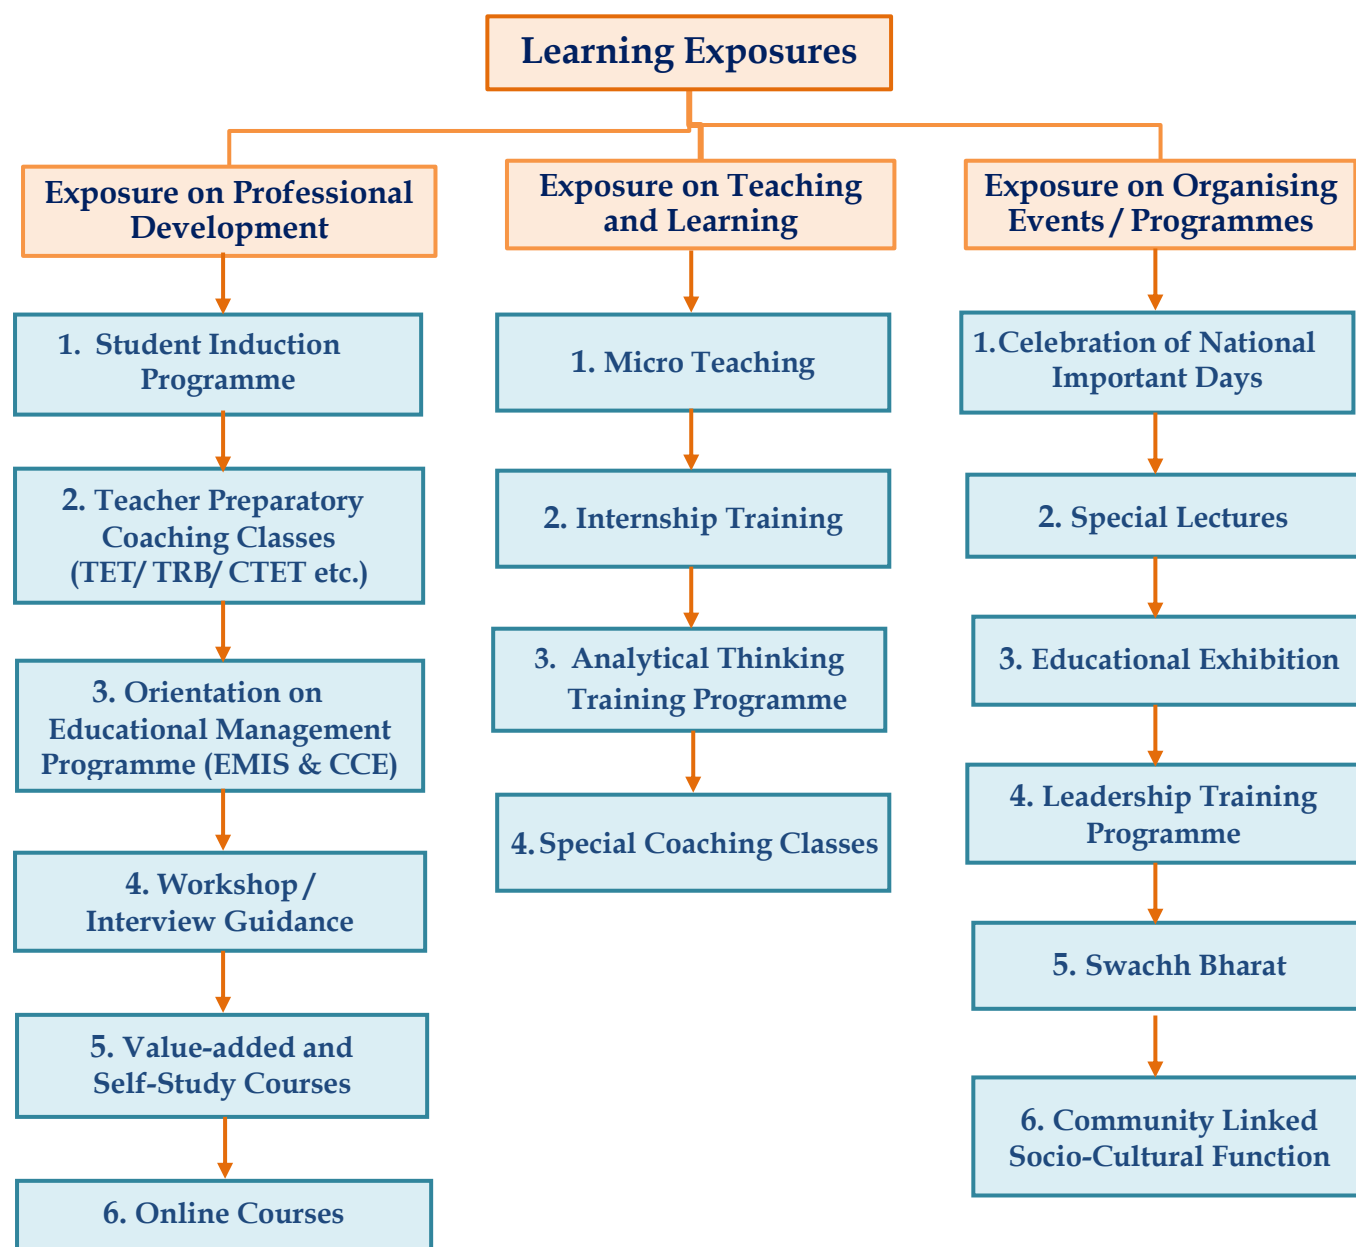 Learning Exposures
Exposure on Professional
Development
1. Student Induction
Programme
2. Teacher Preparatory
Coaching Classes
(TET/ TRB/ CTET etc.)
3. Orientation on
Educational Management
Programme (EMIS & CCE)
4. Workshop /
Interview Guidance
5. Value-added and
Self-Study Courses
6. Online Courses
Exposure on Teaching
and Learning
1. Micro Teaching
2. Internship Training
3. Analytical Thinking
Training Programme
4. Special Coaching Classes
Exposure on Organising
Events / Programmes
1. Celebration of National
Important Days
2. Special Lectures
3. Educational Exhibition
4. Leadership Training
Programme
5. Swachh Bharat
6. Community Linked
Socio-Cultural Function